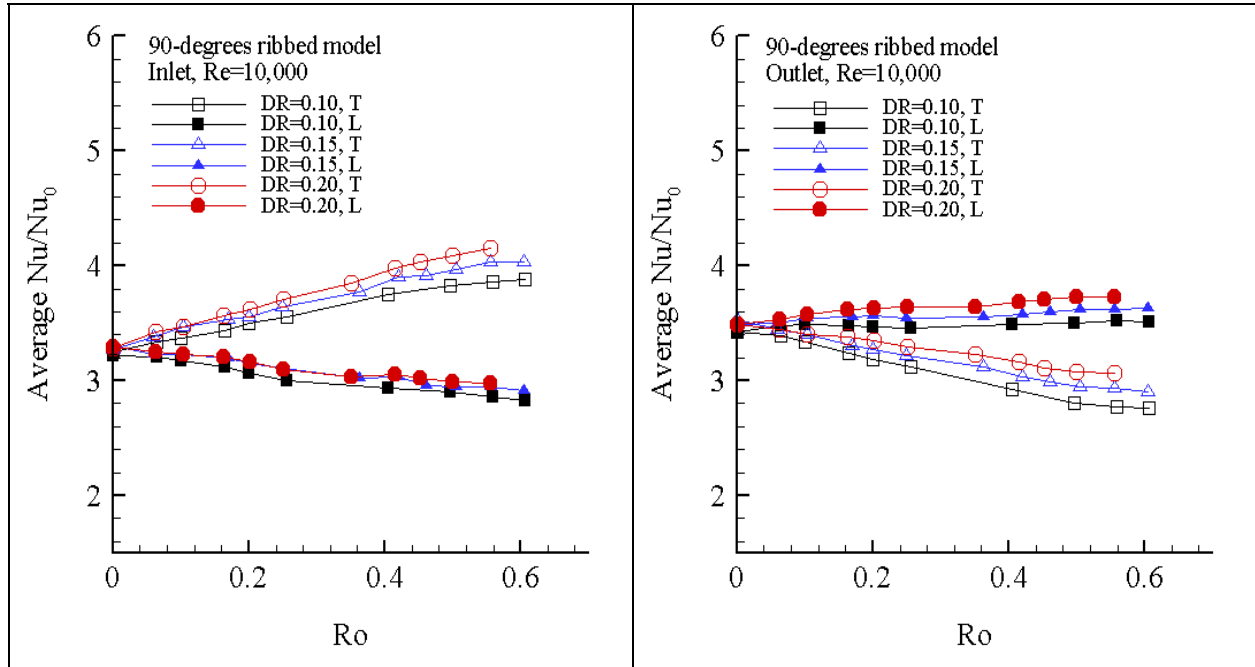 90-degrees ribbed model
Inlet, Re=10,000
DR=0.10, T
DR=0.10, L
DR=0.15, T
DR=0.15, L
DR=0.20, T
DR=0.20, L
Average Nu/Nu₀
6
5
4
3
2
0
0.2
0.4
0.6
Ro
90-degrees ribbed model
Outlet, Re=10,000
DR=0.10, T
DR=0.10, L
DR=0.15, T
DR=0.15, L
DR=0.20, T
DR=0.20, L
Average Nu/Nu₀
6
5
4
3
2
0
0.2
0.4
0.6
Ro